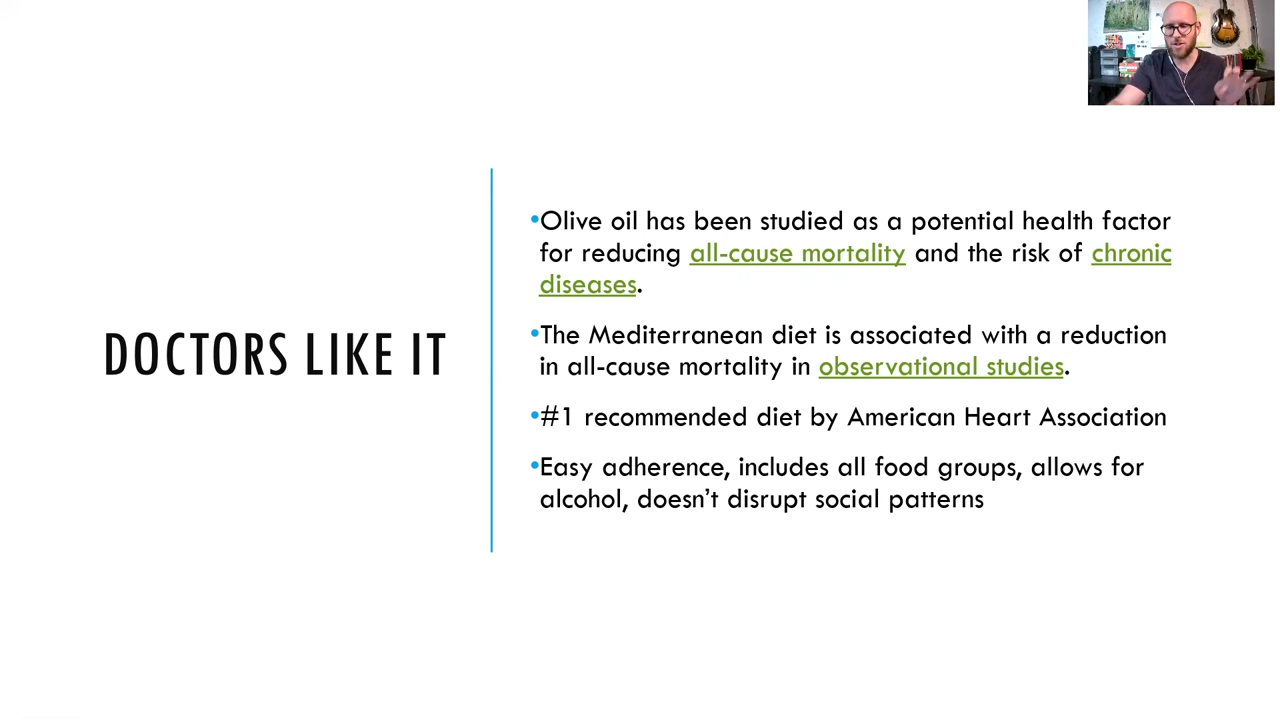 DOCTORS LIKE IT
•Olive oil has been studied as a potential health factor
for reducing all-cause mortality and the risk of chronic
diseases.
•The Mediterranean diet is associated with a reduction
in all-cause mortality in observational studies.
•#1 recommended diet by American Heart Association
•Easy adherence, includes all food groups, allows for
alcohol, doesn’t disrupt social patterns